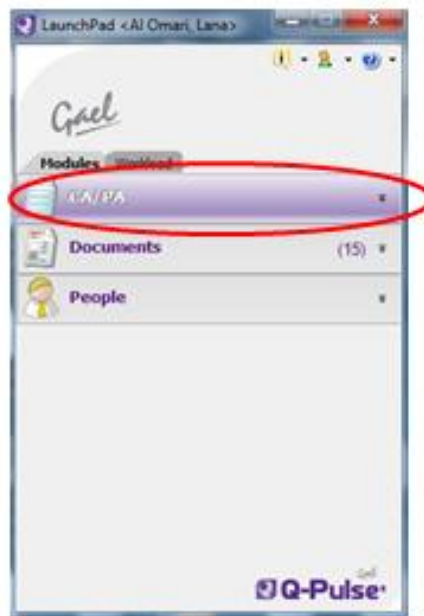 LaunchPad <Al Omari, Lana>
Gael
Modules Workload
CA/PA
Documents (15)
People
Gael
Q-Pulse